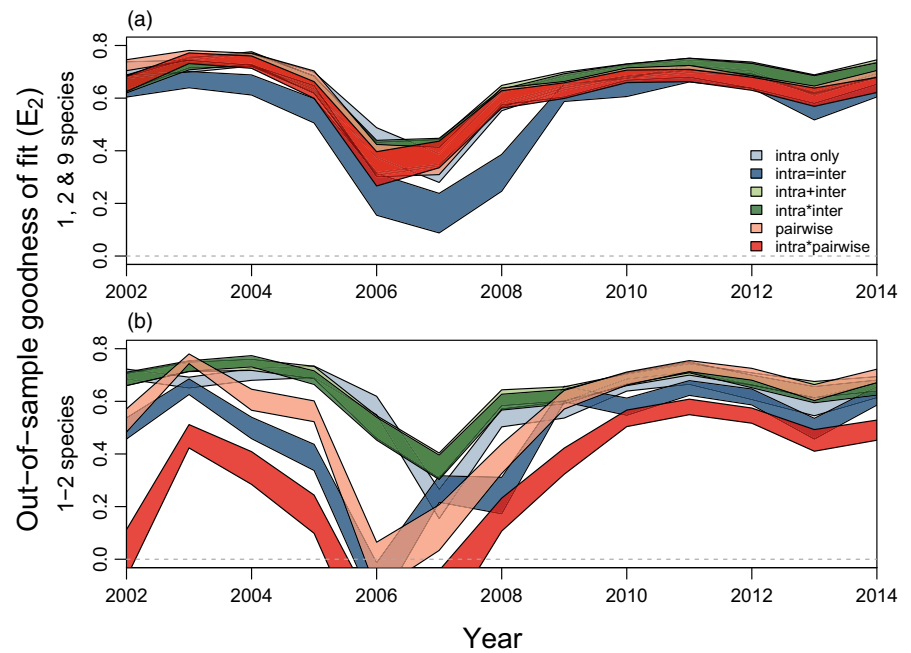 (a)
Out-of-sample goodness of fit (E2)
1, 2 & 9 species
0.8
0.6
0.4
0.2
0.0
intra only
intra=inter
intra+inter
intra*inter
pairwise
intra*pairwise
2002 2004 2006 2008 2010 2012 2014
(b)
1-2 species
0.8
0.6
0.4
0.2
0.0
2002 2004 2006 2008 2010 2012 2014
Year